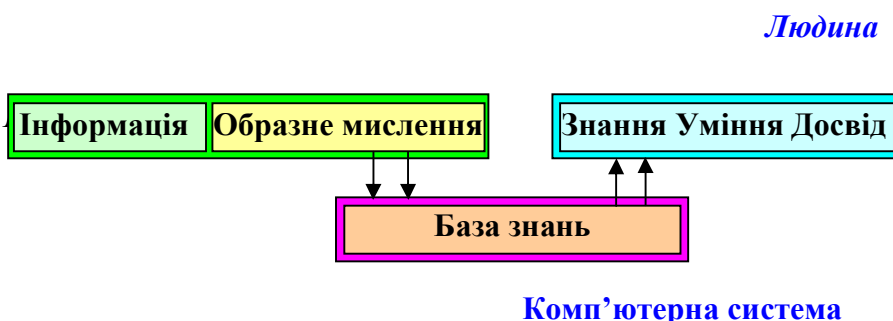 Людина
Інформація Образне мислення Знання Уміння Досвід
База знань
Комп’ютерна система